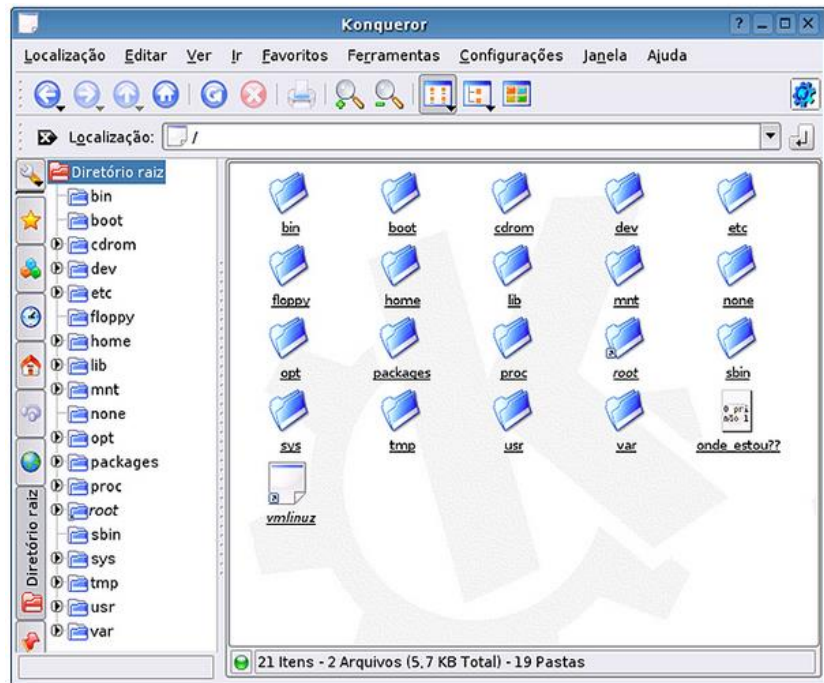 Konqueror
Localização Editar Ver Ir Favoritos Ferramentas Configurações Janela Ajuda
Localização: /
Diretório raiz
bin
boot
cdrom
dev
etc
floppy
home
lib
mnt
none
opt
packages
proc
root
sbin
sys
tmp
usr
var
Diretório raiz
bin boot cdrom dev etc
floppy home lib mnt none
opt packages proc root sbin
O pri
não l
sys tmp usr var onde estou??
vmlinuz
21 Itens - 2 Arquivos (5,7 KB Total) - 19 Pastas